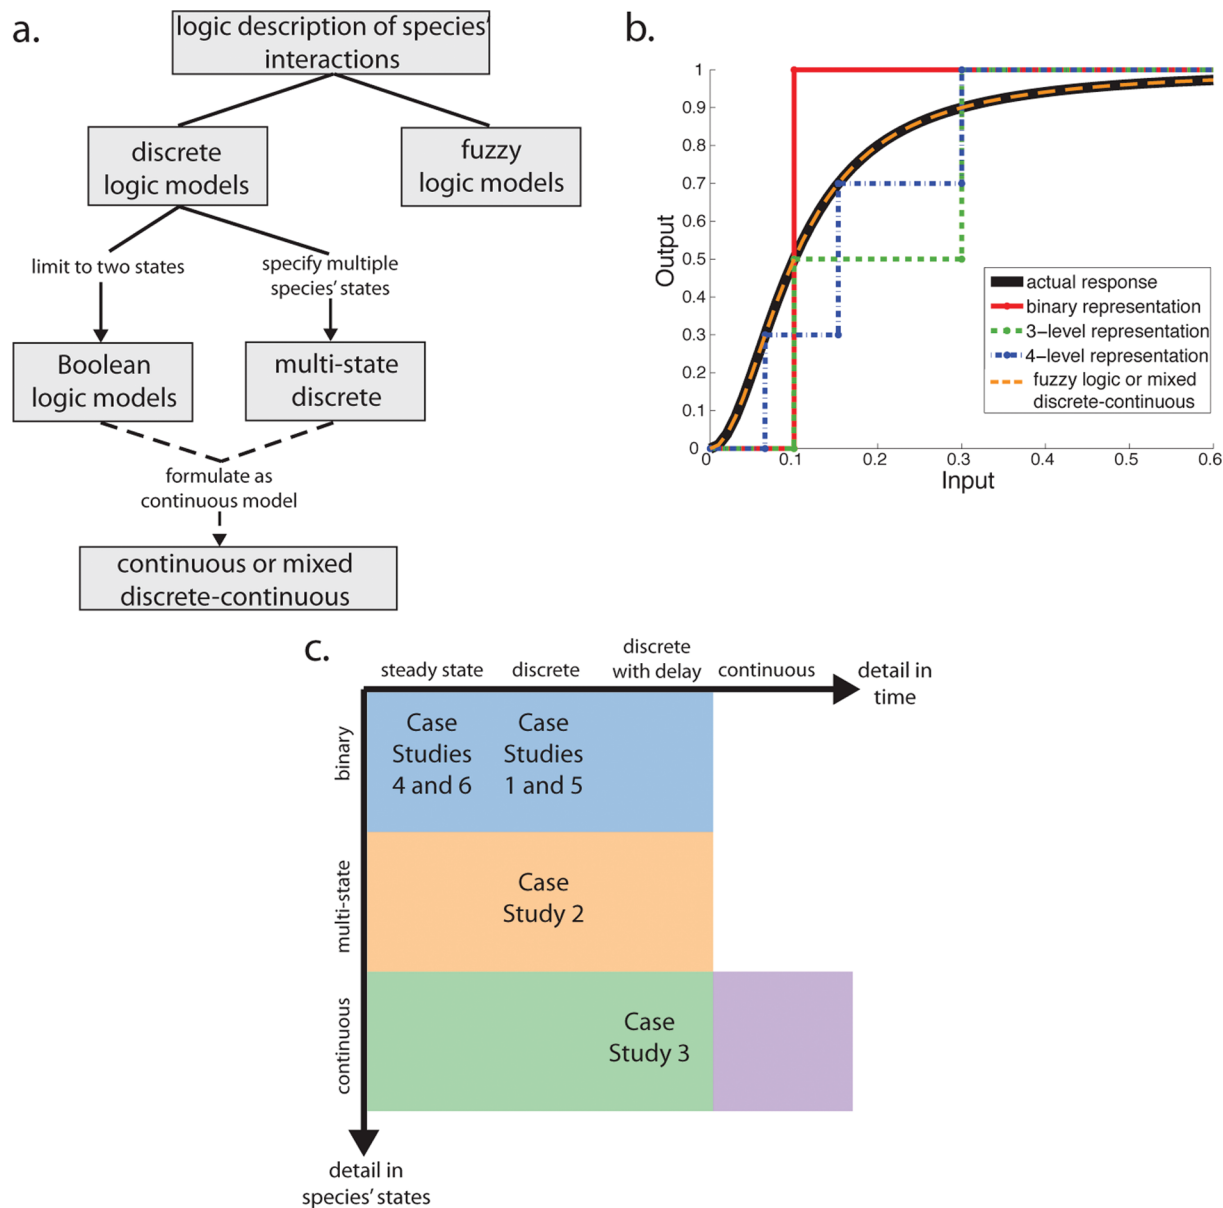 a.
logic description of species'
interactions
discrete
logic models
fuzzy
logic models
limit to two states
specify multiple
species' states
Boolean
logic models
multi-state
discrete
formulate as
continuous model
continuous or mixed
discrete-continuous
b.
1
0.9
0.8
0.7
0.6
0.5
0.4
0.3
0.2
0.1
0
Output
0
0.1
0.2
0.3
0.4
0.5
0.6
Input
actual response
binary representation
3-level representation
4-level representation
fuzzy logic or mixed
discrete-continuous
c.
steady state
discrete
discrete
with delay
continuous
detail in
time
binary
multi-state
continuous
Case
Studies
4 and 6
Case
Studies
1 and 5
Case
Study 2
Case
Study 3
detail in
species' states